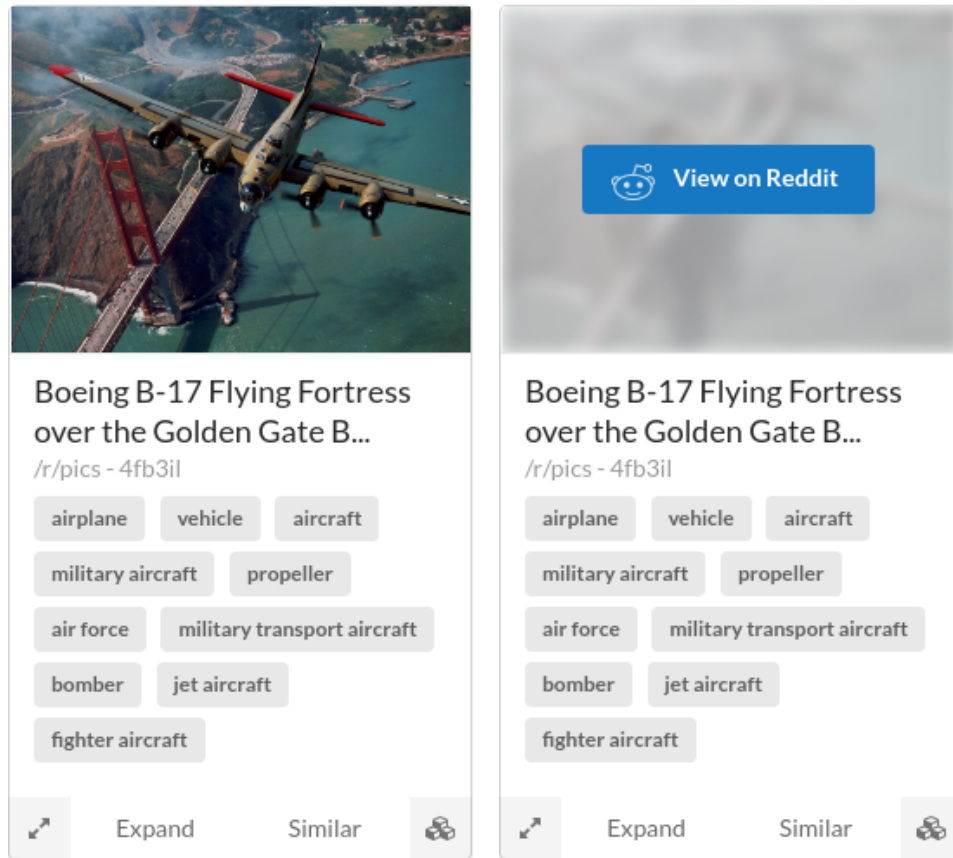 Boeing B-17 Flying Fortress
over the Golden Gate B...
/r/pics - 4fb3il
airplane vehicle aircraft
military aircraft propeller
air force military transport aircraft
bomber jet aircraft
fighter aircraft
Expand Similar
View on Reddit
Boeing B-17 Flying Fortress
over the Golden Gate B...
/r/pics - 4fb3il
airplane vehicle aircraft
military aircraft propeller
air force military transport aircraft
bomber jet aircraft
fighter aircraft
Expand Similar